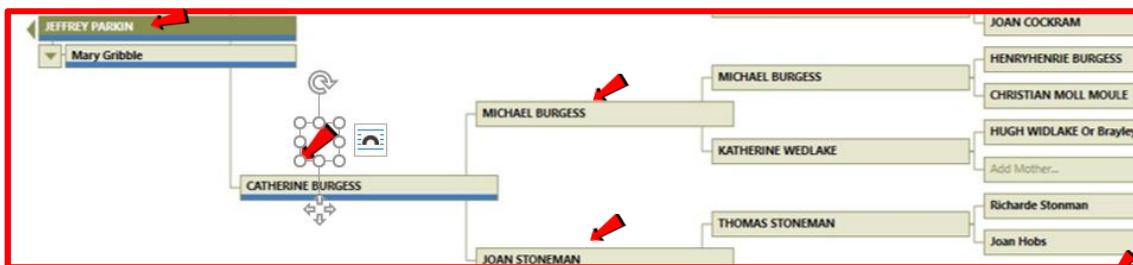 JEFFREY PARKIN
Mary Gribble
CATHERINE BURGESS
MICHAEL BURGESS
JOAN STONEMAN
MICHAEL BURGESS
KATHERINE WEDLAKE
THOMAS STONEMAN
JOAN COCKRAM
HENRYHENRIE BURGESS
CHRISTIAN MOLL MOULE
HUGH WIDLAKE Or Brayley
Add Mother...
Richarde Stonman
Joan Hobs